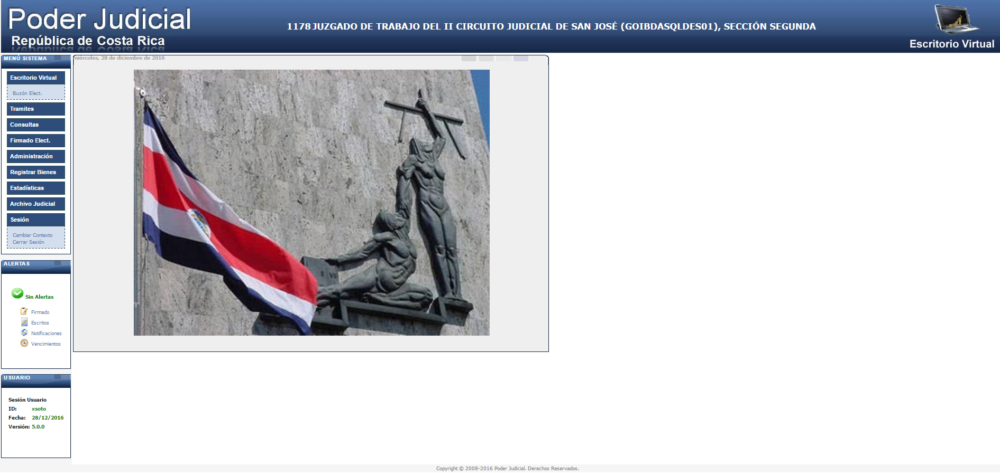 Poder Judicial
República de Costa Rica
1178 JUZGADO DE TRABAJO DEL II CIRCUITO JUDICIAL DE SAN JOSÉ (GOIBDASQLDES01), SECCIÓN SEGUNDA
Escritorio Virtual
MENÚ SISTEMA
Escritorio Virtual
Buzón Elect.
Tramites
Consultas
Firmado Elect.
Administración
Registrar Bienes
Estadísticas
Archivo Judicial
Sesión
Cambiar Contexto
Cerrar Sesión
ALERTAS
Sin Alertas
Firmado
Escritos
Notificaciones
Vencimientos
USUARIO
Sesión Usuario
ID: xsoto
Fecha: 28/12/2016
Versión: 5.0.0
miércoles, 28 de diciembre de 2016
Copyright © 2008-2016 Poder Judicial. Derechos Reservados.